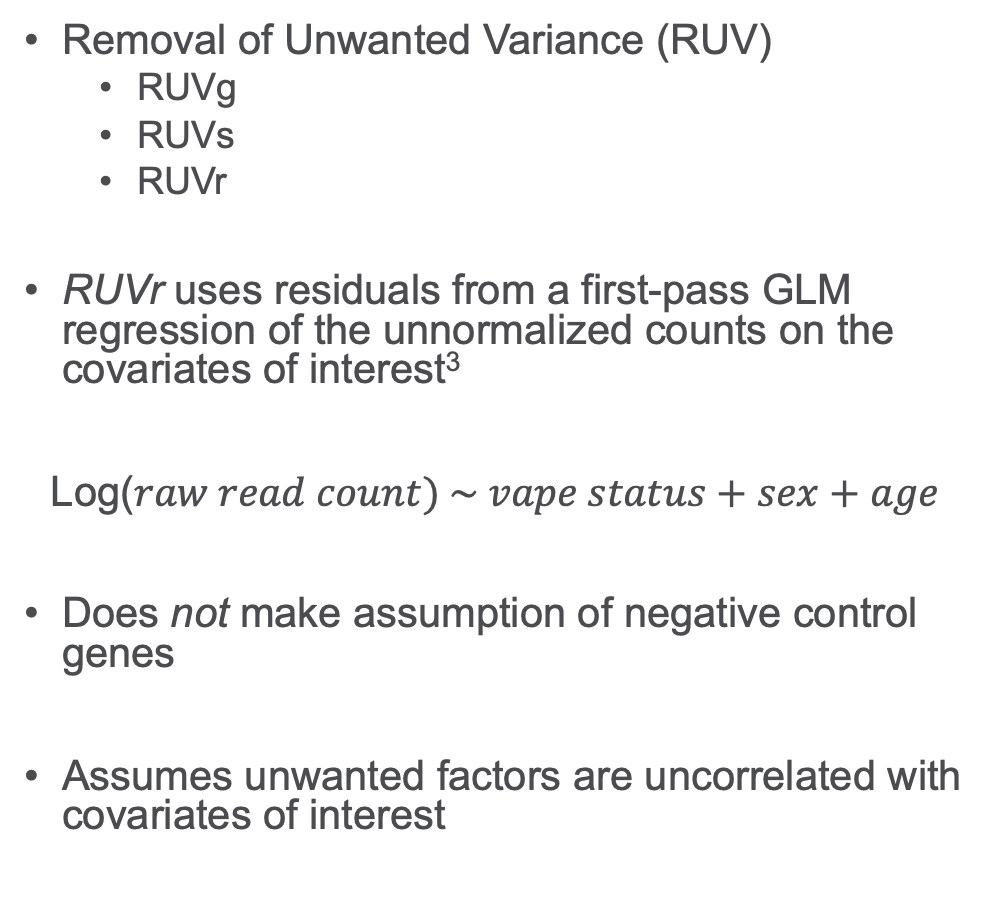 • Removal of Unwanted Variance (RUV)
• RUVg
• RUVs
• RUVr
• RUVr uses residuals from a first-pass GLM
regression of the unnormalized counts on the
covariates of interest³
Log(raw read count) ~ vape status + sex + age
• Does not make assumption of negative control
genes
• Assumes unwanted factors are uncorrelated with
covariates of interest